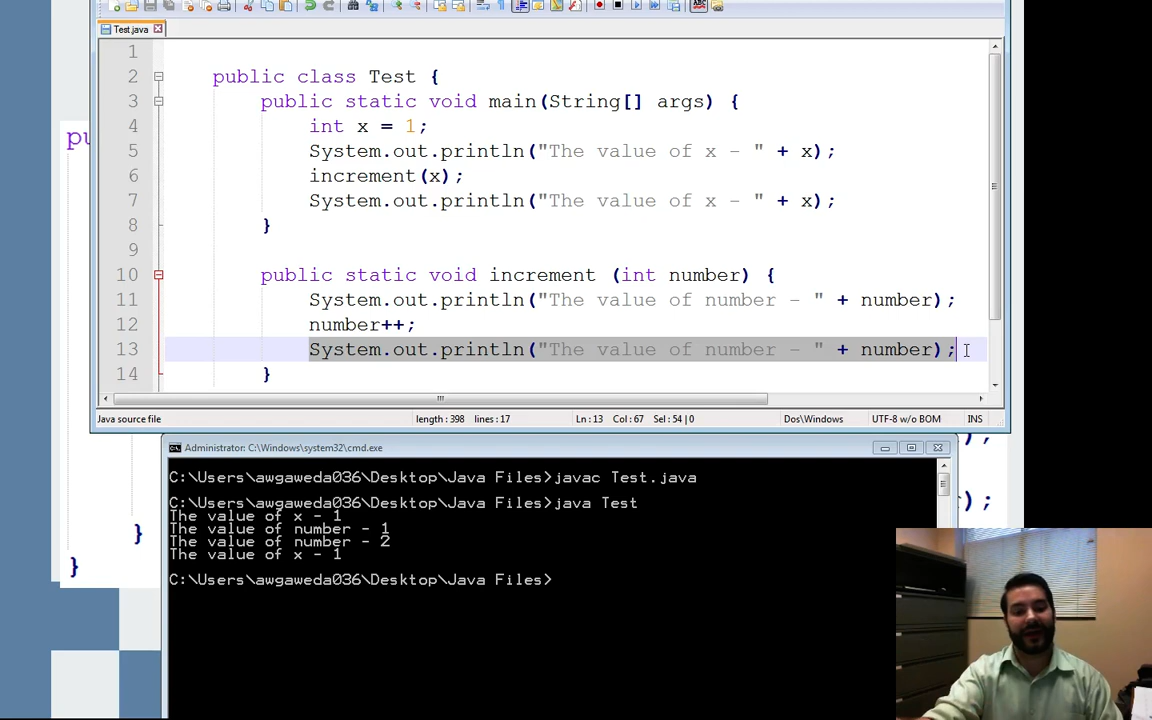 Test.java
1
2 public class Test {
3 public static void main(String[] args) {
4 int x = 1;
5 System.out.println("The value of x - " + x);
6 increment(x);
7 System.out.println("The value of x - " + x);
8 }
9
10 public static void increment (int number) {
11 System.out.println("The value of number - " + number);
12 number++;
13 System.out.println("The value of number - " + number);
14 }
Java source file length : 398 lines : 17 Ln : 13 Col : 67 Sel : 54 | 0 Dos\Windows UTF-8 w/o BOM INS
pu
);
);
}
}
Administrator: C:\Windows\system32\cmd.exe
C:\Users\awgaweda036\Desktop\Java Files>javac Test.java
C:\Users\awgaweda036\Desktop\Java Files>java Test
The value of x - 1
The value of number - 1
The value of number - 2
The value of x - 1
C:\Users\awgaweda036\Desktop\Java Files>